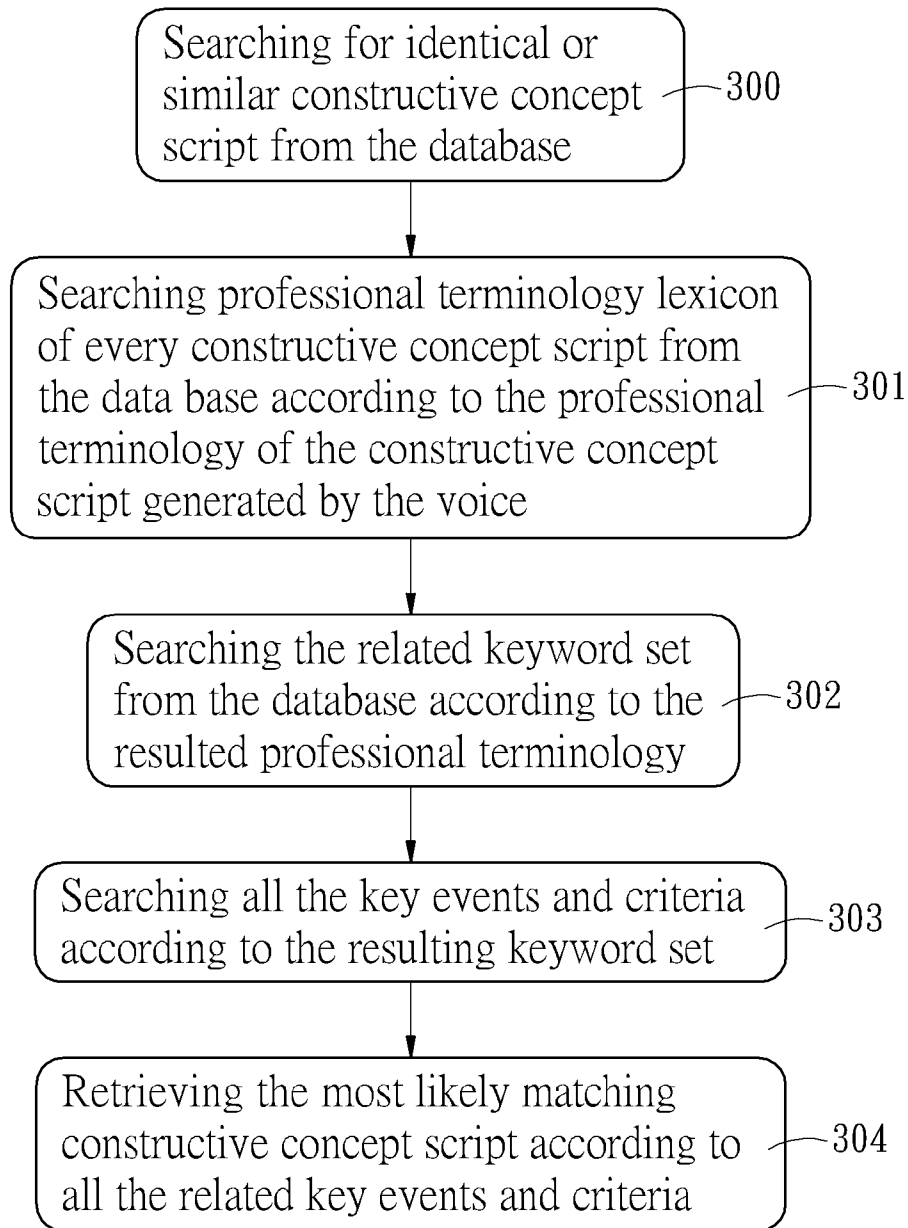 Searching for identical or
similar constructive concept
script from the database
300
Searching professional terminology lexicon
of every constructive concept script from
the data base according to the professional
terminology of the constructive concept
script generated by the voice
301
Searching the related keyword set
from the database according to the
resulted professional terminology
302
Searching all the key events and criteria
according to the resulting keyword set
303
Retrieving the most likely matching
constructive concept script according to
all the related key events and criteria
304